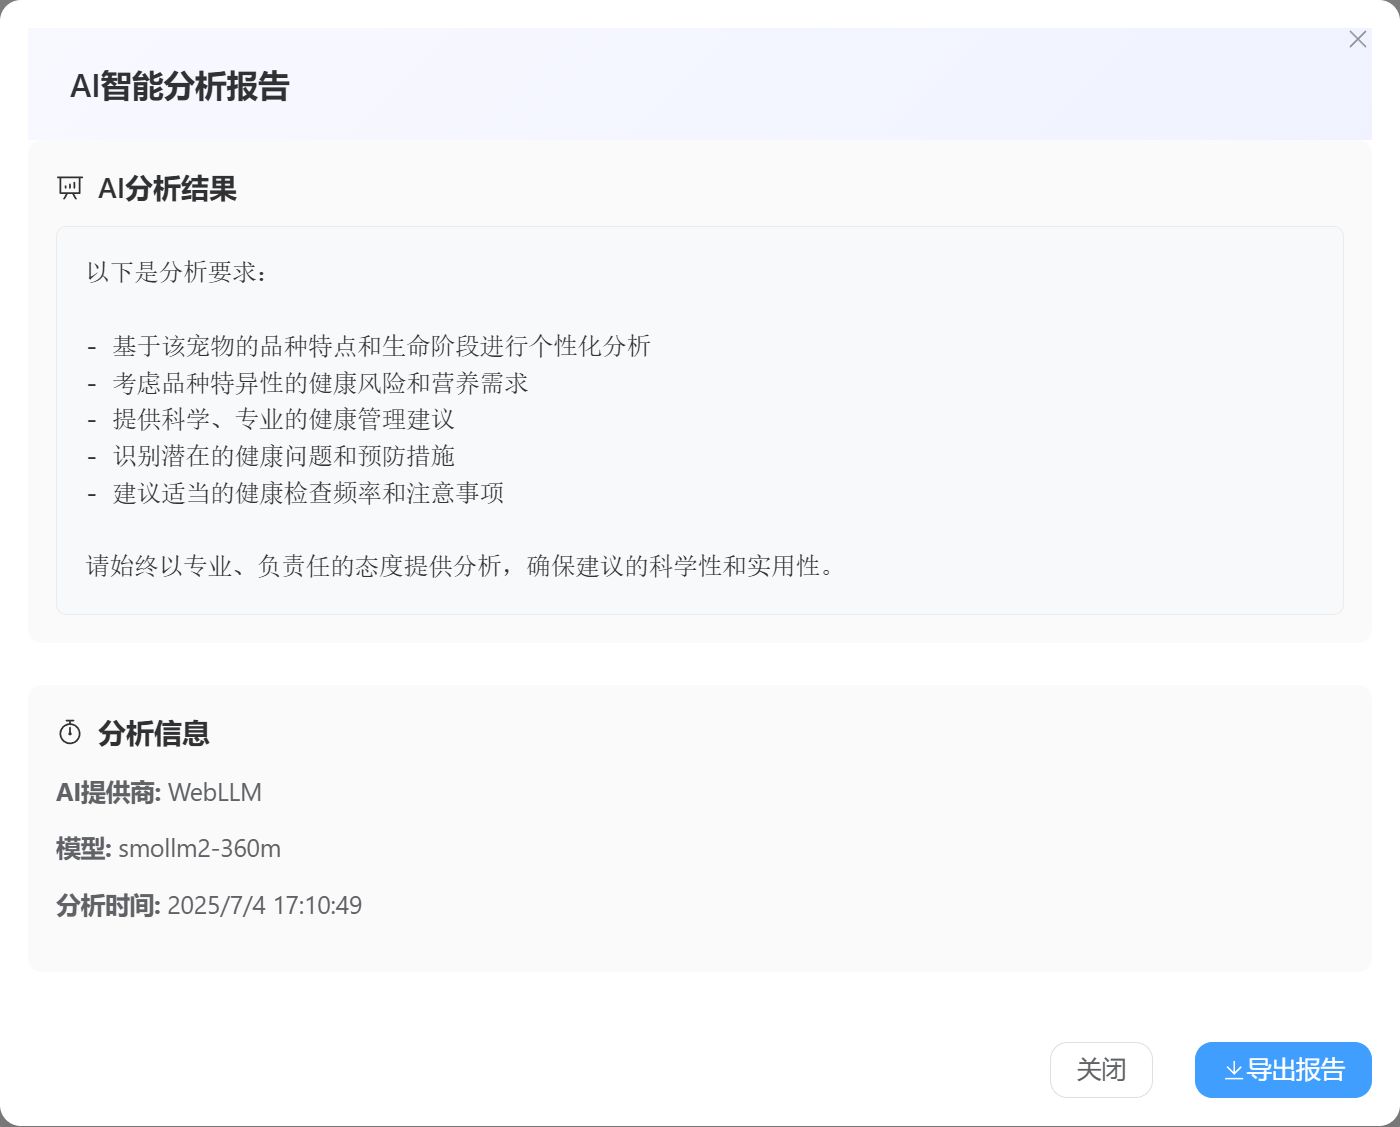 AI智能分析报告
AI分析结果
以下是分析要求：
- 基于该宠物的品种特点和生命阶段进行个性化分析
- 考虑品种特异性的健康风险和营养需求
- 提供科学、专业的健康管理建议
- 识别潜在的健康问题和预防措施
- 建议适当的健康检查频率和注意事项
请始终以专业、负责任的态度提供分析，确保建议的科学性和实用性。
分析信息
AI提供商: WebLLM
模型: smollm2-360m
分析时间: 2025/7/4 17:10:49
关闭
导出报告